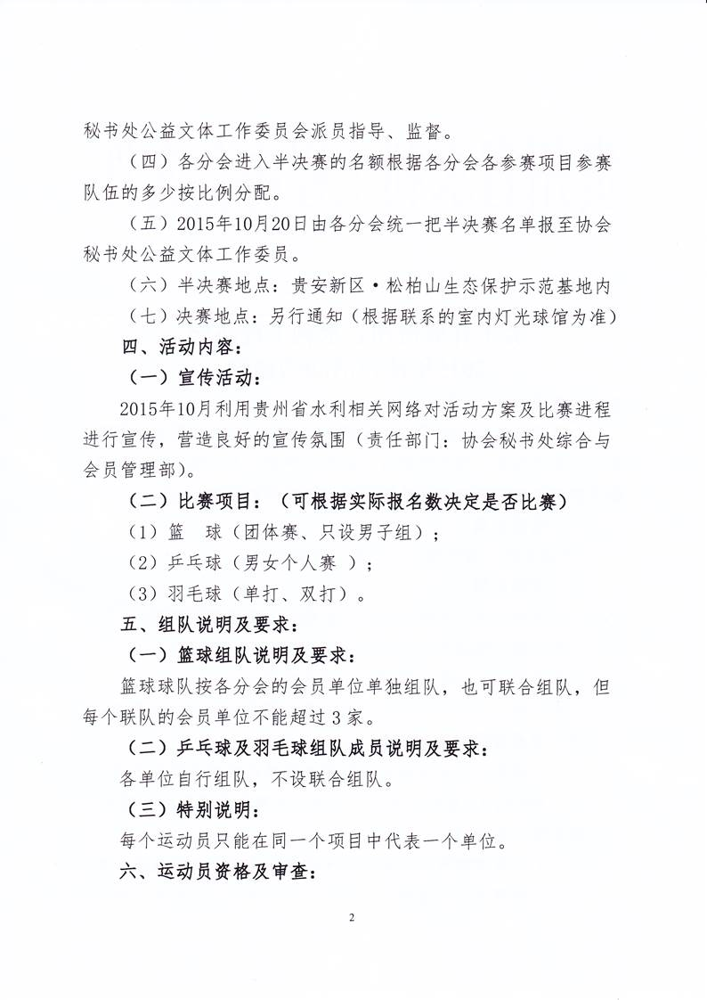 秘书处公益文体工作委员会派员指导、监督。
（四）各分会进入半决赛的名额根据各分会各参赛项目参赛
队伍的多少按比例分配。
（五）2015年10月20日由各分会统一把半决赛名单报至协会
秘书处公益文体工作委员。
（六）半决赛地点：贵安新区·松柏山生态保护示范基地内
（七）决赛地点：另行通知（根据联系的室内灯光球馆为准）
四、活动内容：
（一）宣传活动：
2015年10月利用贵州省水利相关网络对活动方案及比赛进程
进行宣传，营造良好的宣传氛围（责任部门：协会秘书处综合与
会员管理部）。
（二）比赛项目：（可根据实际报名数决定是否比赛）
（1）篮　球（团体赛、只设男子组）；
（2）乒乓球（男女个人赛 ）；
（3）羽毛球（单打、双打）。
五、组队说明及要求：
（一）篮球组队说明及要求：
篮球球队按各分会的会员单位单独组队，也可联合组队，但
每个联队的会员单位不能超过 3 家。
（二）乒乓球及羽毛球组队成员说明及要求：
各单位自行组队，不设联合组队。
（三）特别说明：
每个运动员只能在同一个项目中代表一个单位。
六、运动员资格及审查：
2